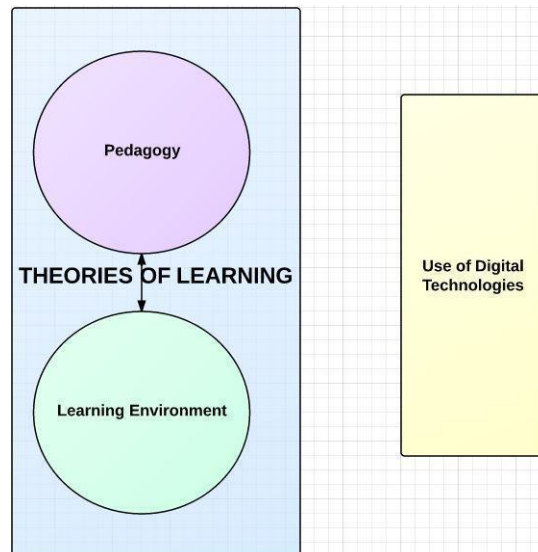 Pedagogy
THEORIES OF LEARNING
Learning Environment
Use of Digital
Technologies